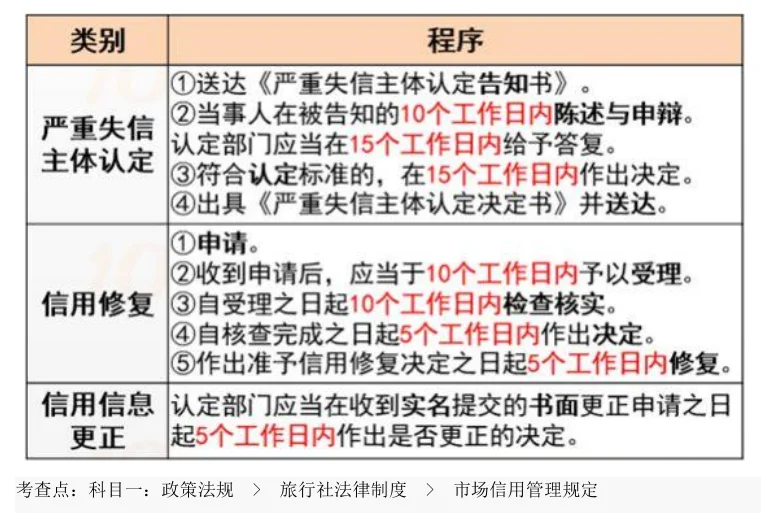 类别 程序
严重失信主体认定
①送达《严重失信主体认定告知书》。
②当事人在被告知的10个工作日内陈述与申辩。
认定部门应当在15个工作日内给予答复。
③符合认定标准的，在15个工作日内作出决定。
④出具《严重失信主体认定决定书》并送达。
信用修复
①申请。
②收到申请后，应当于10个工作日内予以受理。
③自受理之日起10个工作日内检查核实。
④自核查完成之日起5个工作日内作出决定。
⑤作出准予信用修复决定之日起5个工作日内修复。
信用信息更正
认定部门应当在收到实名提交的书面更正申请之日
起5个工作日内作出是否更正的决定。
考查点：科目一：政策法规 > 旅行社法律制度 > 市场信用管理规定